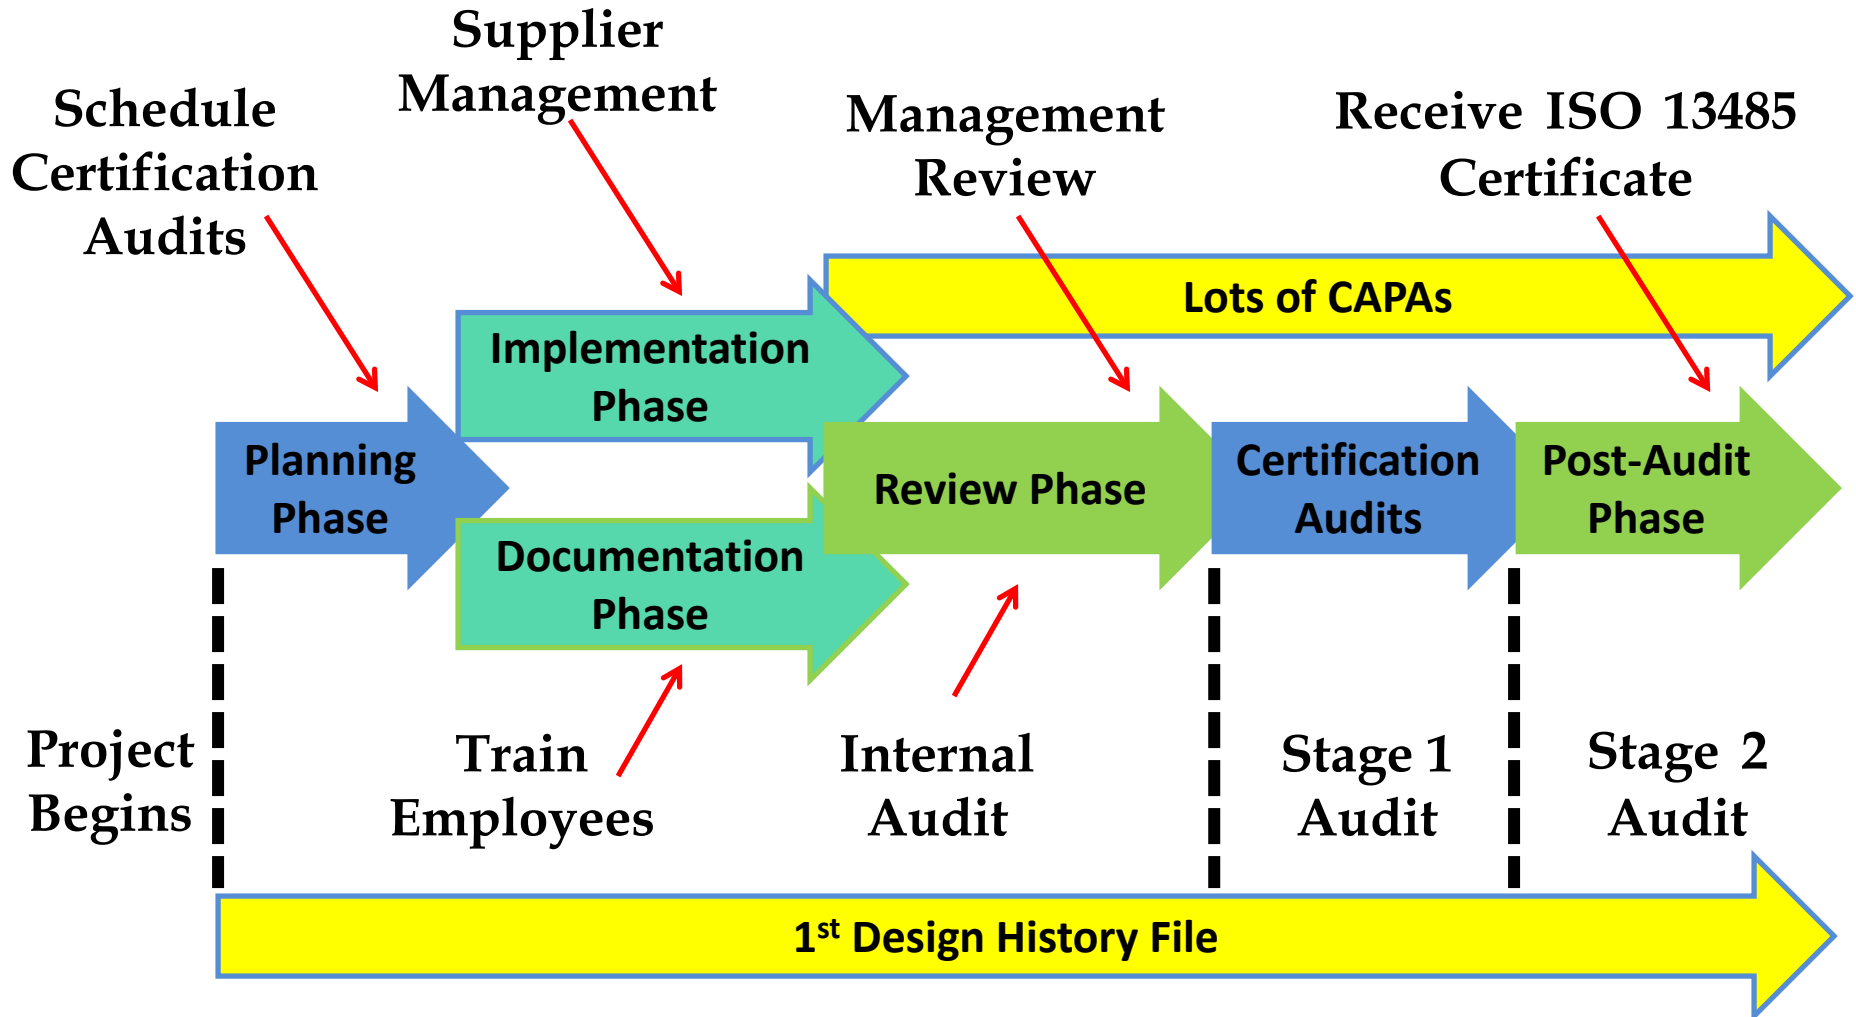 Supplier
Management
Schedule
Certification
Audits
Management
Review
Receive ISO 13485
Certificate
Lots of CAPAs
Implementation
Phase
Planning
Phase
Documentation
Phase
Review Phase
Certification
Audits
Post-Audit
Phase
Project
Begins
Train
Employees
Internal
Audit
Stage 1
Audit
Stage 2
Audit
1st Design History File